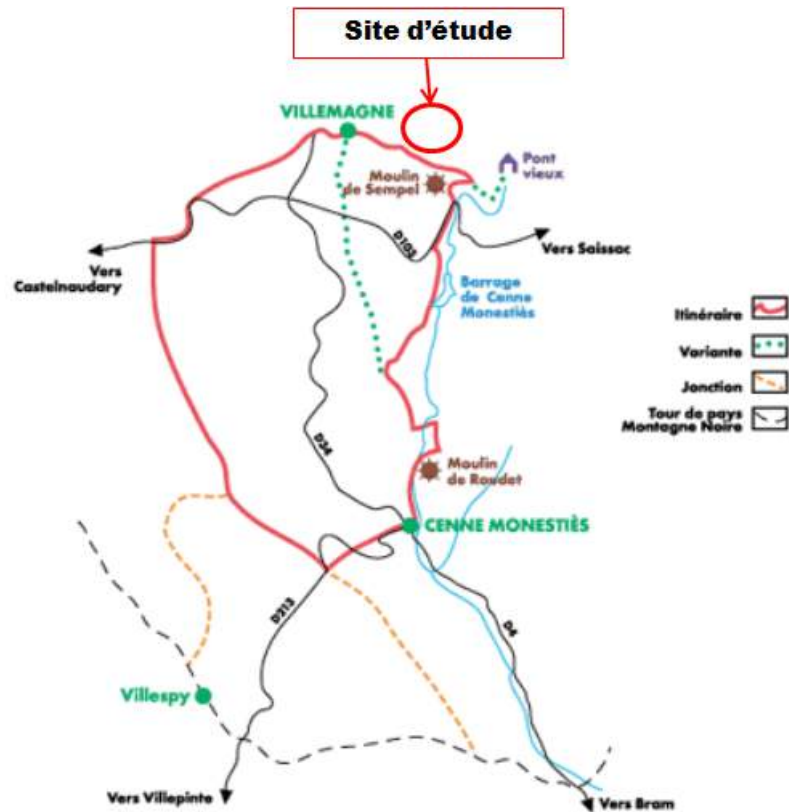 Site d'étude
VILLEMAGNE
Pont
vieux
Moulin
de Sempel
D103
Vers Saissac
Vers
Castelnaudary
Barrage
de Cenne
Monestiès
Itinéraire
Variante
Jonction
Tour de pays
Montagne Noire
D34
Moulin
de Roudet
CENNE MONESTIÈS
D213
D4
Villespy
Vers Villepinte
Vers Bram